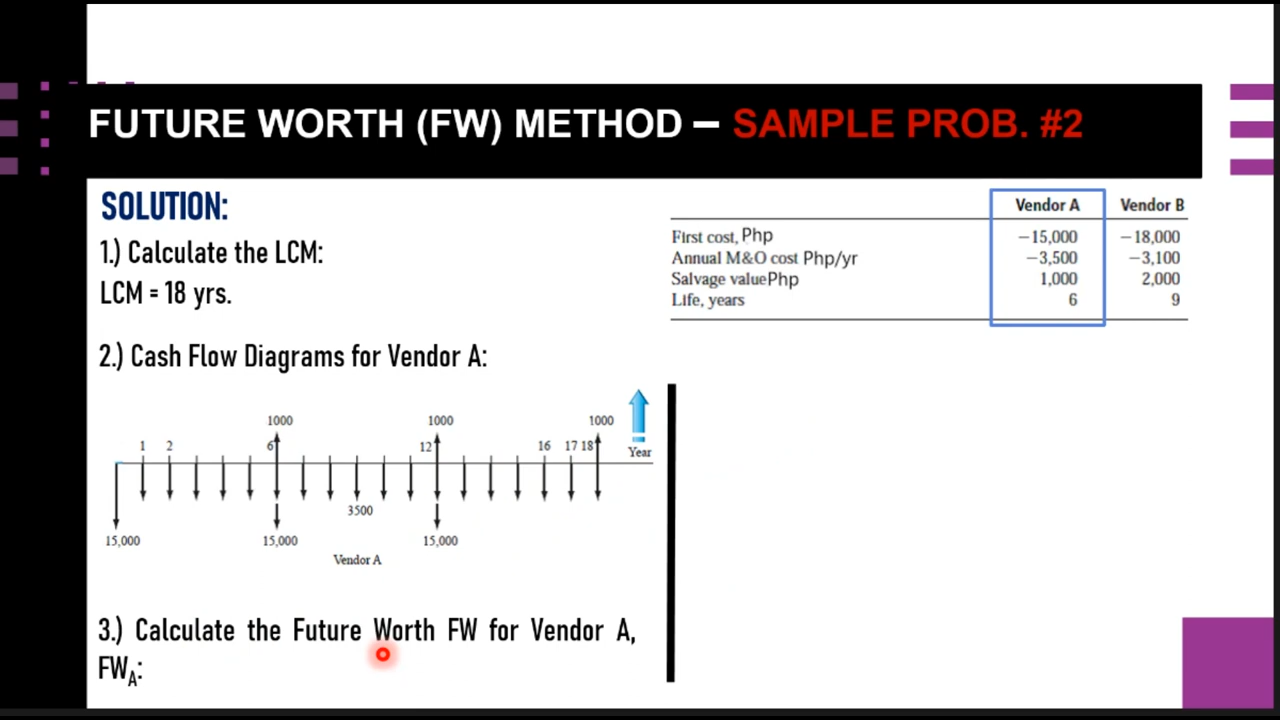 FUTURE WORTH (FW) METHOD – SAMPLE PROB. #2
SOLUTION:
1.) Calculate the LCM:
LCM = 18 yrs.
2.) Cash Flow Diagrams for Vendor A:
1000 1000 1000
1 2 6 12 16 17 18 Year
3500
15,000 15,000 15,000
Vendor A
3.) Calculate the Future Worth FW for Vendor A,
FWA:
Vendor A Vendor B
First cost, Php −15,000 −18,000
Annual M&O cost Php/yr −3,500 −3,100
Salvage valuePhp 1,000 2,000
Life, years 6 9